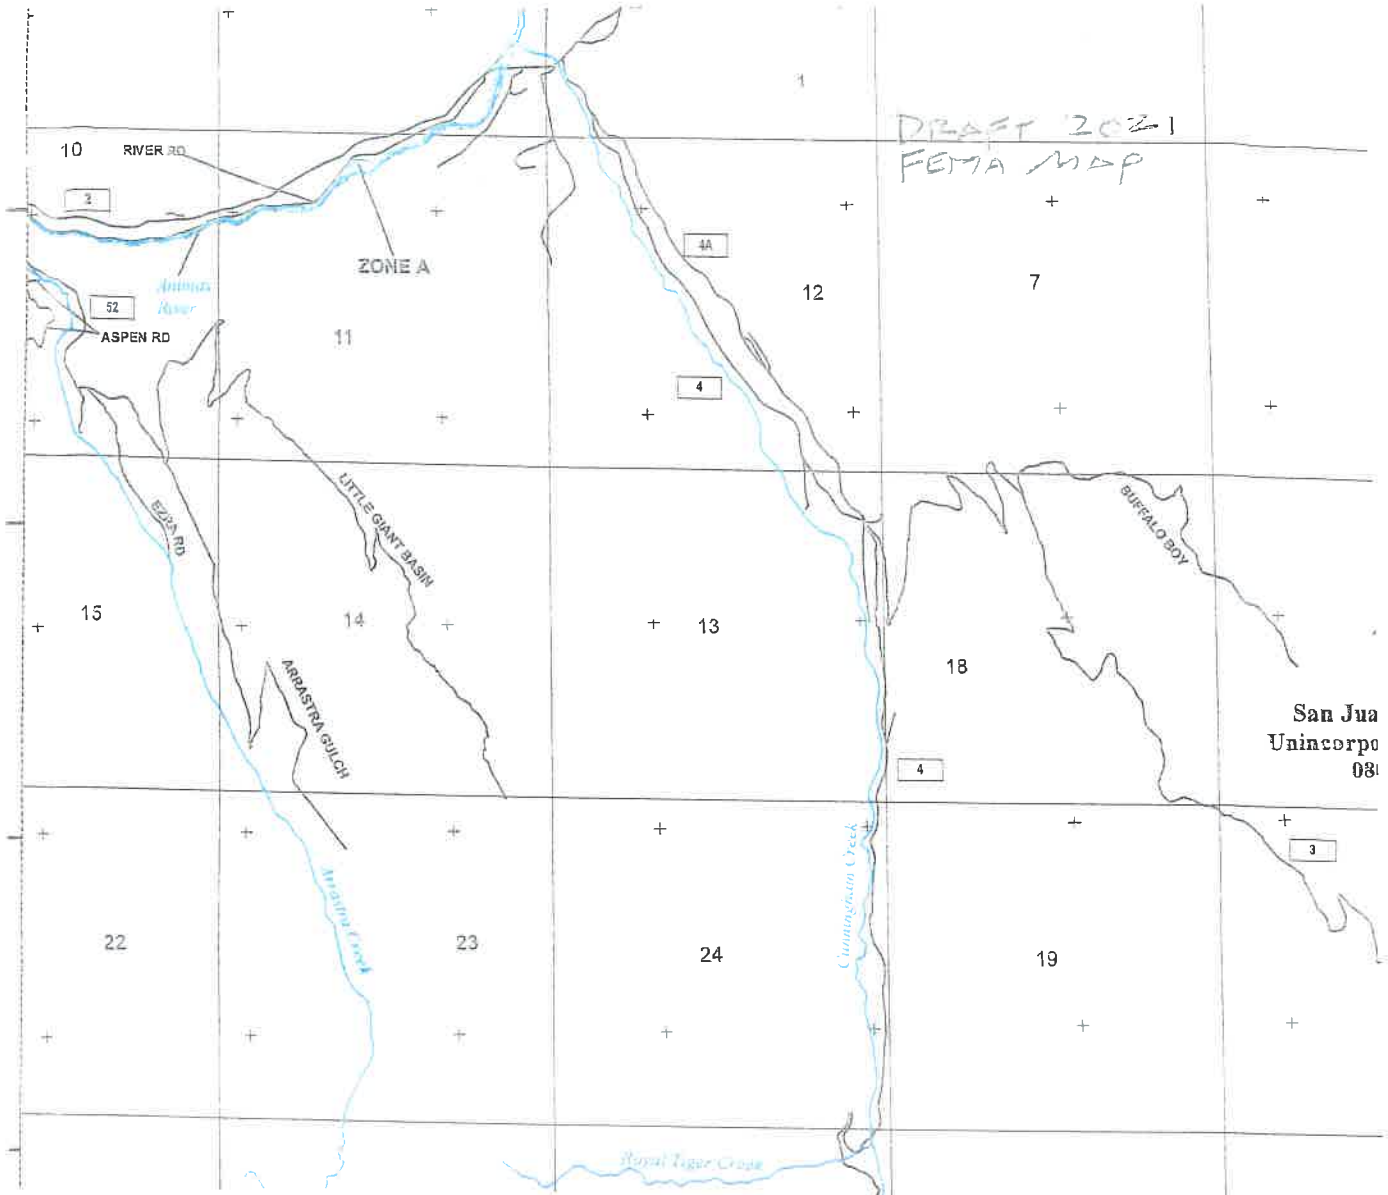 1
DRAFT 2021
FEMA MAP
10
RIVER RD
2
ZONE A
4A
7
12
Animas
River
52
ASPEN RD
11
4
LITTLE GIANT BASIN
BUFFALO BOY
EZRA RD
15
14
13
18
ARRASTRA GULCH
San Jua
Unincorpo
08
4
3
Arrastra Creek
Cunningham Creek
22
23
24
19
Royal Tiger Creek